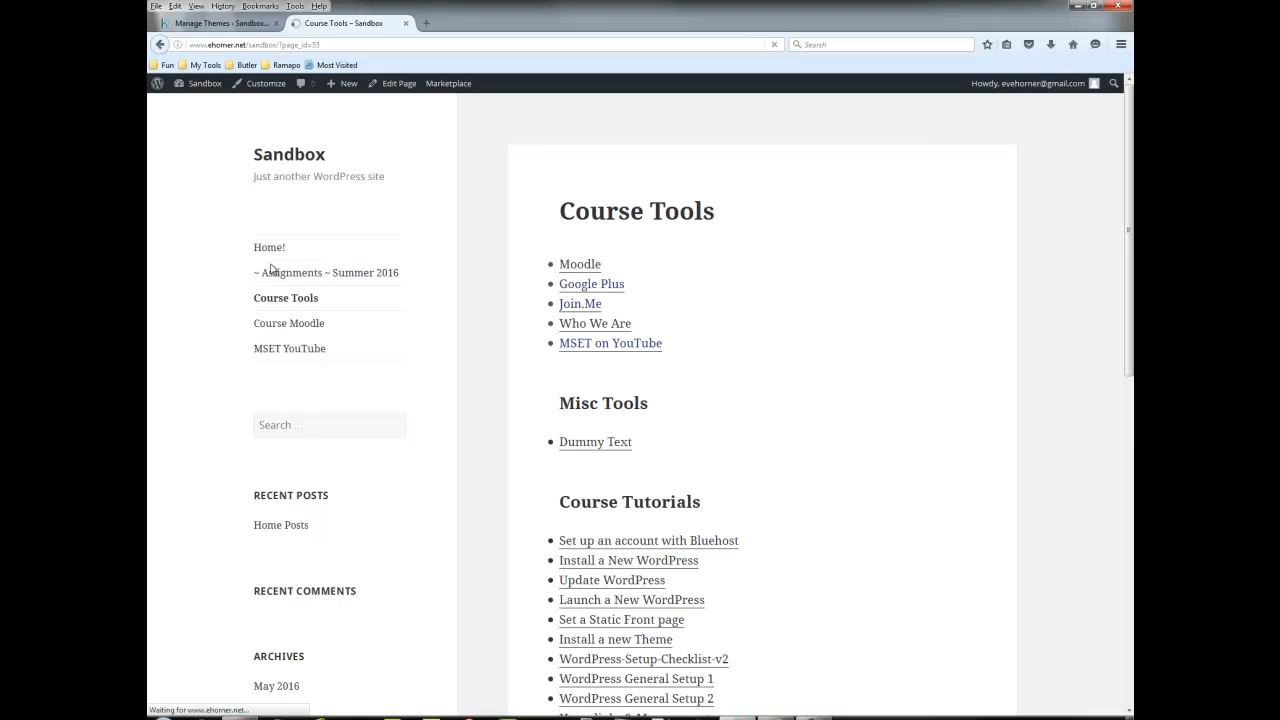 File Edit View History Bookmarks Tools Help
Manage Themes ‹ Sandbox...
Course Tools – Sandbox
www.ehorner.net/sandbox/?page_id=53
Search
Fun My Tools Butler Ramapo Most Visited
Sandbox Customize 0 New Edit Page Marketplace
Howdy, evehorner@gmail.com
Sandbox
Just another WordPress site
Home!
~ Assignments ~ Summer 2016
Course Tools
Course Moodle
MSET YouTube
Search ...
RECENT POSTS
Home Posts
RECENT COMMENTS
ARCHIVES
May 2016
Course Tools
Moodle
Google Plus
Join.Me
Who We Are
MSET on YouTube
Misc Tools
Dummy Text
Course Tutorials
Set up an account with Bluehost
Install a New WordPress
Update WordPress
Launch a New WordPress
Set a Static Front page
Install a new Theme
WordPress-Setup-Checklist-v2
WordPress General Setup 1
WordPress General Setup 2
Waiting for www.ehorner.net...